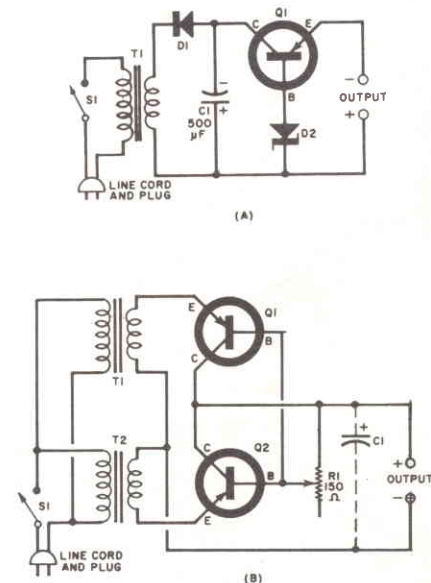 D1
C
Q1
E
T1
S1
C1
500
µF
B
D2
OUTPUT
LINE CORD
AND PLUG
(A)
E
Q1
B
C
T1
T2
C
Q2
B
E
R1
150
Ω
C1
OUTPUT
S1
LINE CORD
AND PLUG
(B)